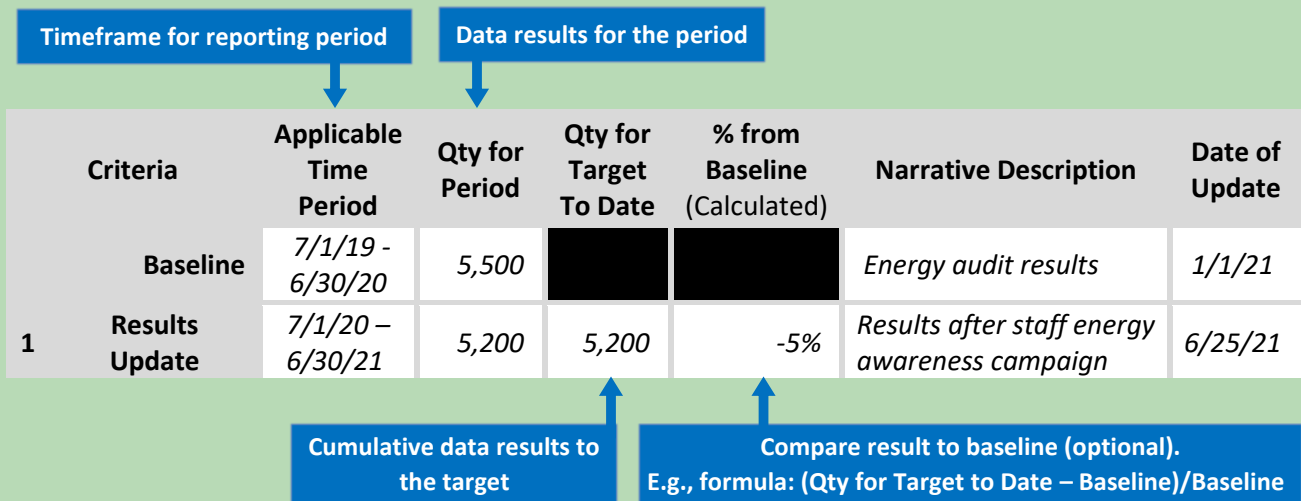 Timeframe for reporting period
Data results for the period
Criteria
Applicable
Time
Period
Qty for
Period
Qty for
Target
To Date
% from
Baseline
(Calculated)
Narrative Description
Date of
Update
Baseline
7/1/19 -
6/30/20
5,500
Energy audit results
1/1/21
1
Results
Update
7/1/20 –
6/30/21
5,200
5,200
-5%
Results after staff energy
awareness campaign
6/25/21
Cumulative data results to
the target
Compare result to baseline (optional).
E.g., formula: (Qty for Target to Date – Baseline)/Baseline